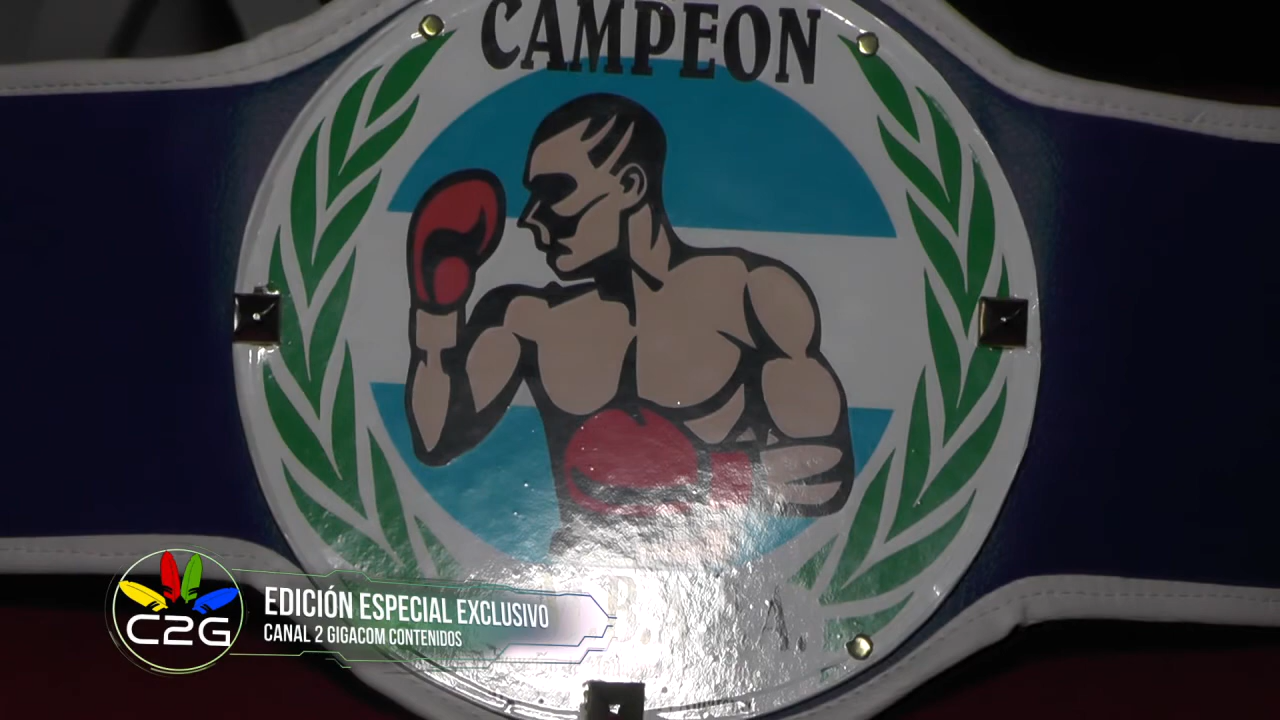 CAMPEON
C2G
EDICIÓN ESPECIAL EXCLUSIVO
CANAL 2 GIGACOM CONTENIDOS